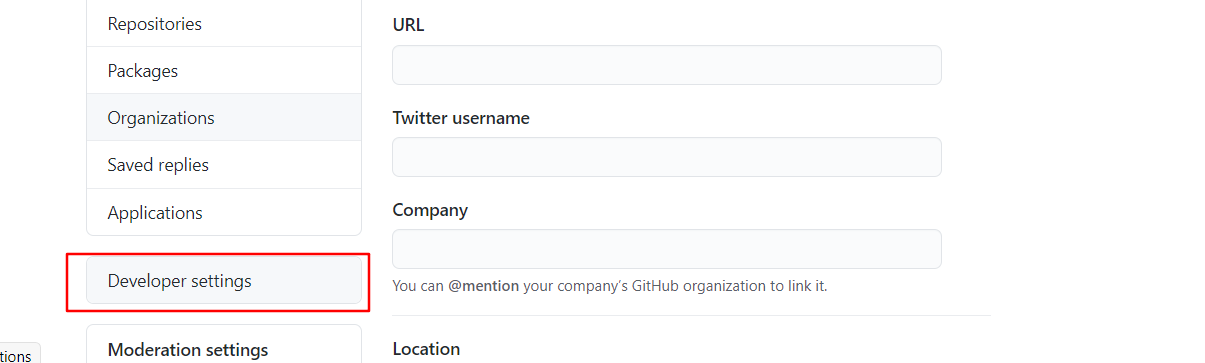 Repositories
Packages
Organizations
Saved replies
Applications
Developer settings
Moderation settings
tions
URL
Twitter username
Company
You can @mention your company’s GitHub organization to link it.
Location